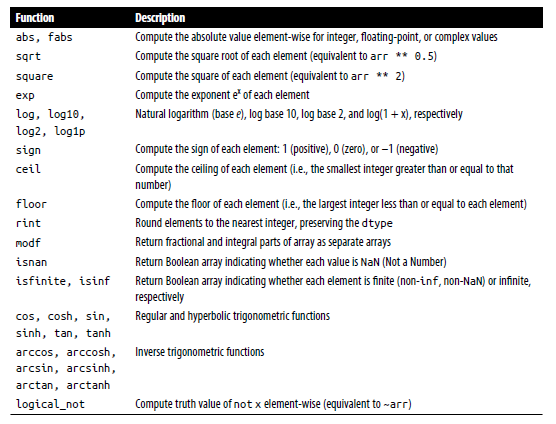 Function Description
abs, fabs Compute the absolute value element-wise for integer, floating-point, or complex values
sqrt Compute the square root of each element (equivalent to arr ** 0.5)
square Compute the square of each element (equivalent to arr ** 2)
exp Compute the exponent eˣ of each element
log, log10, Natural logarithm (base e), log base 10, log base 2, and log(1 + x), respectively
log2, log1p
sign Compute the sign of each element: 1 (positive), 0 (zero), or –1 (negative)
ceil Compute the ceiling of each element (i.e., the smallest integer greater than or equal to that
number)
floor Compute the floor of each element (i.e., the largest integer less than or equal to each element)
rint Round elements to the nearest integer, preserving the dtype
modf Return fractional and integral parts of array as separate arrays
isnan Return Boolean array indicating whether each value is NaN (Not a Number)
isfinite, isinf Return Boolean array indicating whether each element is finite (non-inf, non-NaN) or infinite,
respectively
cos, cosh, sin, Regular and hyperbolic trigonometric functions
sinh, tan, tanh
arccos, arccosh, Inverse trigonometric functions
arcsin, arcsinh,
arctan, arctanh
logical_not Compute truth value of not x element-wise (equivalent to ~arr)